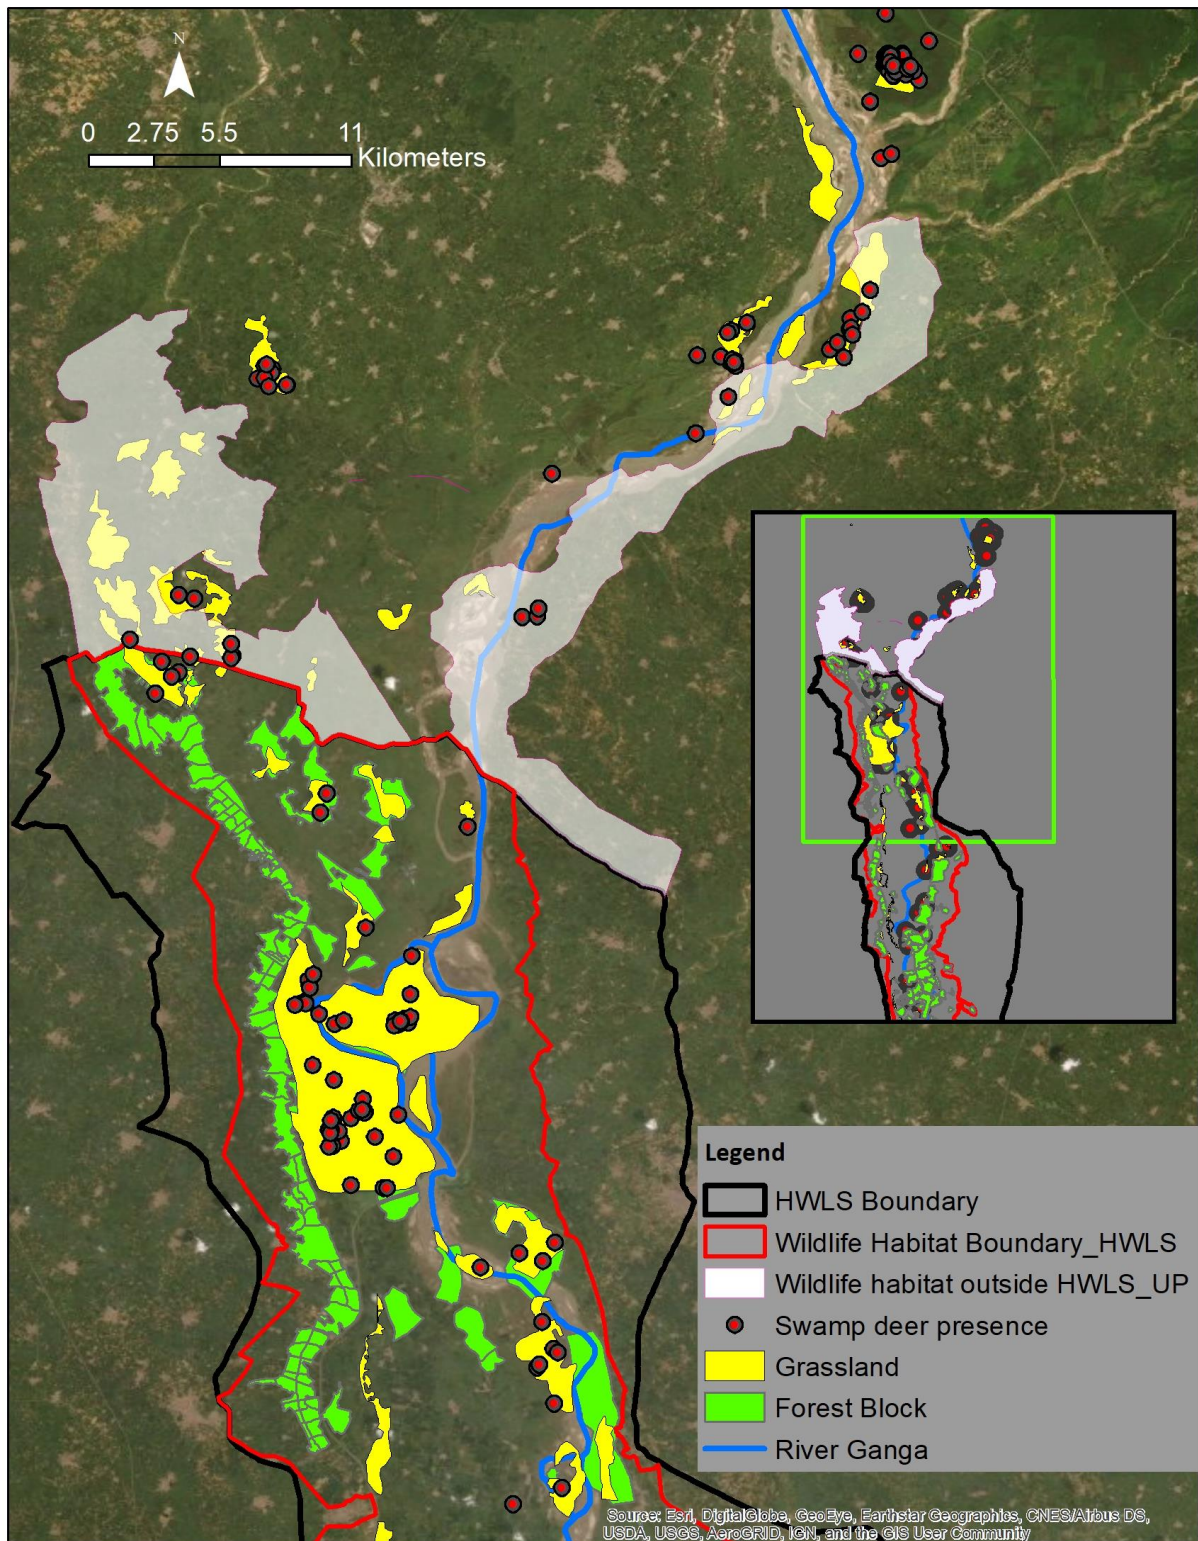 N
0 2.75 5.5 11
Kilometers
Legend
HWLS Boundary
Wildlife Habitat Boundary_HWLS
Wildlife habitat outside HWLS_UP
Swamp deer presence
Grassland
Forest Block
River Ganga
Source: Esri, DigitalGlobe, GeoEye, Earthstar Geographics, CNES/Airbus DS,
USDA, USGS, AeroGRID, IGN, and the GIS User Community